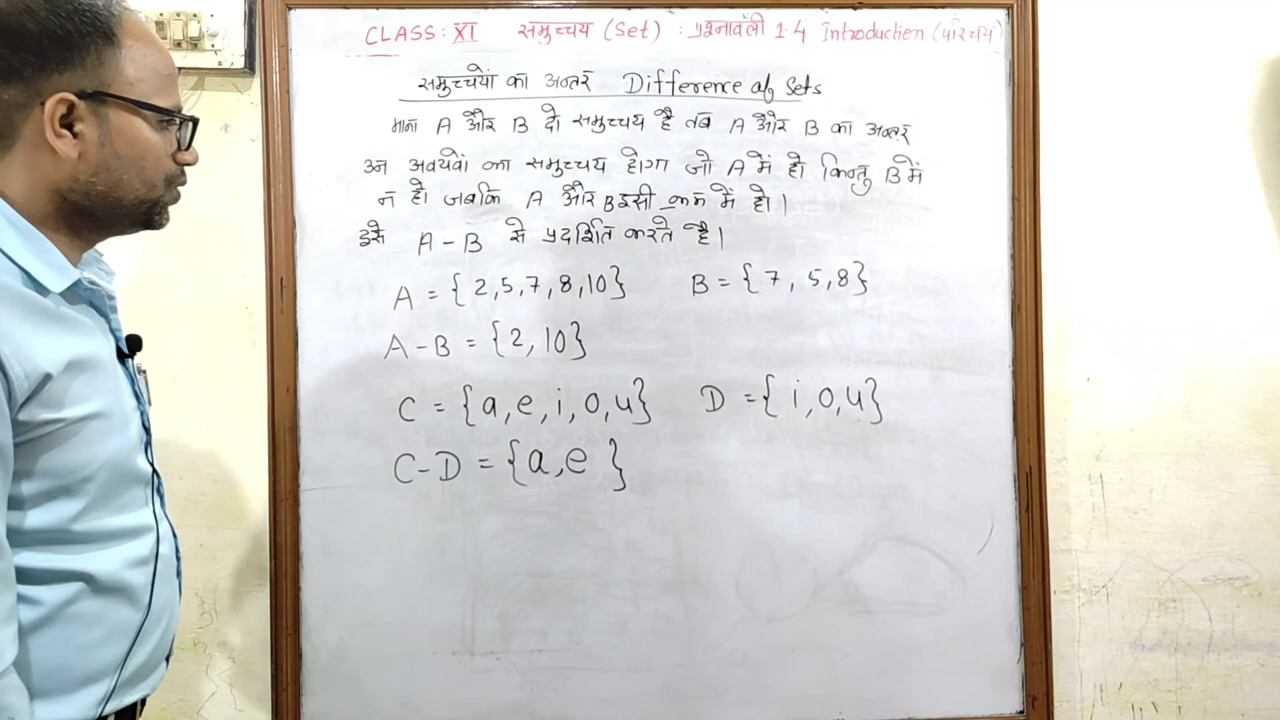 CLASS: XI समुच्चय (Set) : प्रश्नावली 1.4 Introduction (परिचय)
समुच्चयों का अन्तर Difference of Sets
माना A और B दो समुच्चय है तब A और B का अन्तर
उन अवयेवों का समुच्चय होगा जो A में हो किन्तु B में
न हो जबकि A और B इसी क्रम में हो।
इसे A - B से प्रदर्शित करते है।
A = {2,5,7,8,10} B = {7, 5,8}
A-B = {2,10}
C = {a,e,i,o,u} D = {i,o,u}
C-D = {a,e }